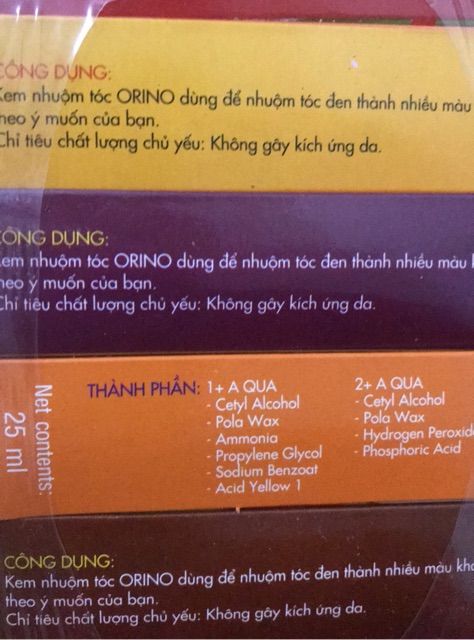 CÔNG DỤNG:
Kem nhuộm tóc ORINO dùng để nhuộm tóc đen thành nhiều màu
theo ý muốn của bạn.
Chỉ tiêu chất lượng chủ yếu: Không gây kích ứng da.
CÔNG DỤNG:
Kem nhuộm tóc ORINO dùng để nhuộm tóc đen thành nhiều màu
theo ý muốn của bạn.
Chỉ tiêu chất lượng chủ yếu: Không gây kích ứng da.
Net contents:
25 ml
THÀNH PHẦN: 1+ A QUA
- Cetyl Alcohol
- Pola Wax
- Ammonia
- Propylene Glycol
- Sodium Benzoat
- Acid Yellow 1
2+ A QUA
- Cetyl Alcohol
- Pola Wax
- Hydrogen Peroxide
- Phosphoric Acid
CÔNG DỤNG:
Kem nhuộm tóc ORINO dùng để nhuộm tóc đen thành nhiều màu
theo ý muốn của bạn.
Chỉ tiêu chất lượng chủ yếu: Không gây kích ứng da.